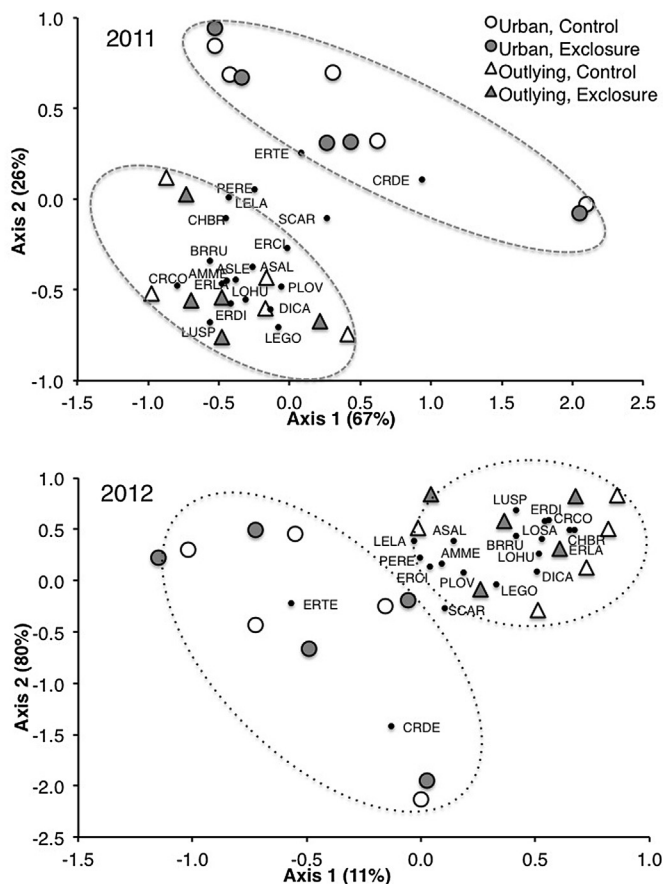 2011
Urban, Control
Urban, Exclosure
Outlying, Control
Outlying, Exclosure
1.0
0.5
0.0
-0.5
-1.0
Axis 2 (26%)
ERTE
CRDE
PERE
LELA
CHBR
SCAR
ERCI
BRRU
ASLE
ASAL
AMME
CRCO
ERLA
PLOV
LOHU
ERDI
DICA
LUSP
LEGO
-1.5 -1.0 -0.5 0.0 0.5 1.0 1.5 2.0 2.5
Axis 1 (67%)
2012
1.0
0.5
0.0
-0.5
-1.0
-1.5
-2.0
-2.5
Axis 2 (80%)
LUSP
ERDI
CRCO
LELA
ASAL
LOSA
CHBR
BRRU
ERLA
PERE
AMME
LOHU
ERCI
PLOV
DICA
LEGO
SCAR
ERTE
CRDE
-1.5 -1.0 -0.5 0.0 0.5 1.0
Axis 1 (11%)